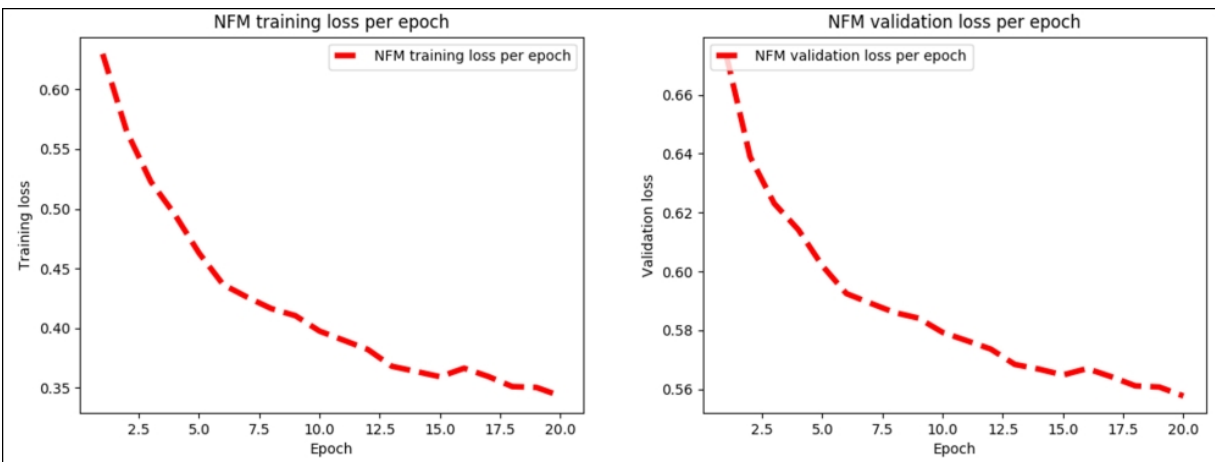 NFM training loss per epoch
NFM training loss per epoch
0.60
0.55
0.50
0.45
0.40
0.35
Training loss
2.5 5.0 7.5 10.0 12.5 15.0 17.5 20.0
Epoch
NFM validation loss per epoch
NFM validation loss per epoch
0.66
0.64
0.62
0.60
0.58
0.56
Validation loss
2.5 5.0 7.5 10.0 12.5 15.0 17.5 20.0
Epoch